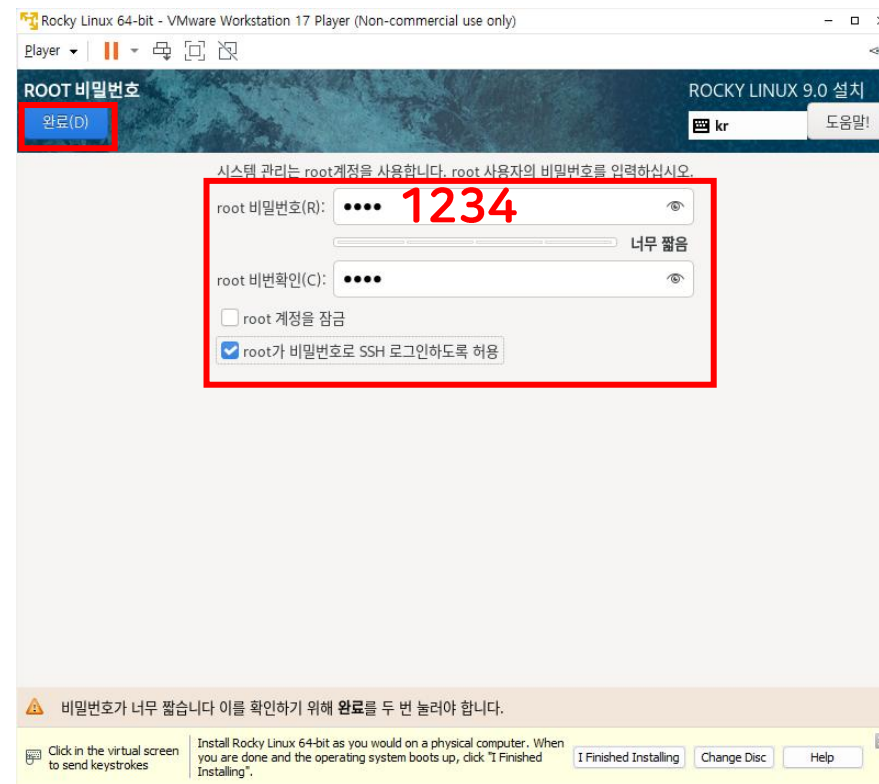 Rocky Linux 64-bit - VMware Workstation 17 Player (Non-commercial use only)
Player
ROOT 비밀번호
ROCKY LINUX 9.0 설치
완료(D)
kr
도움말!
시스템 관리는 root계정을 사용합니다. root 사용자의 비밀번호를 입력하십시오.
root 비밀번호(R): ●●●● 1234
너무 짧음
root 비번확인(C): ●●●●
root 계정을 잠금
root가 비밀번호로 SSH 로그인하도록 허용
비밀번호가 너무 짧습니다 이를 확인하기 위해 완료를 두 번 눌러야 합니다.
Click in the virtual screen
to send keystrokes
Install Rocky Linux 64-bit as you would on a physical computer. When
you are done and the operating system boots up, click "I Finished
Installing".
I Finished Installing
Change Disc
Help